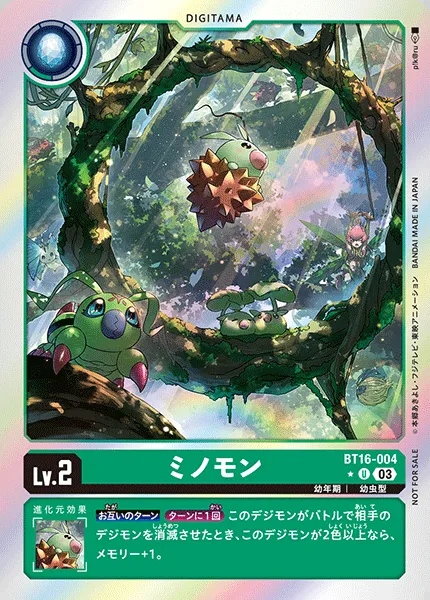 DIGITAMA
plk@ru
© 本郷あきよし・フジテレビ・東映アニメーション BANDAI MADE IN JAPAN
NOT FOR SALE
Lv.2
ミノモン
BT16-004
U 03
幼年期Ⅰ 幼虫型
進化元効果
お互いのターン ターンに1回 このデジモンがバトルで相手の
デジモンを消滅させたとき、このデジモンが2色以上なら、
メモリー+1。